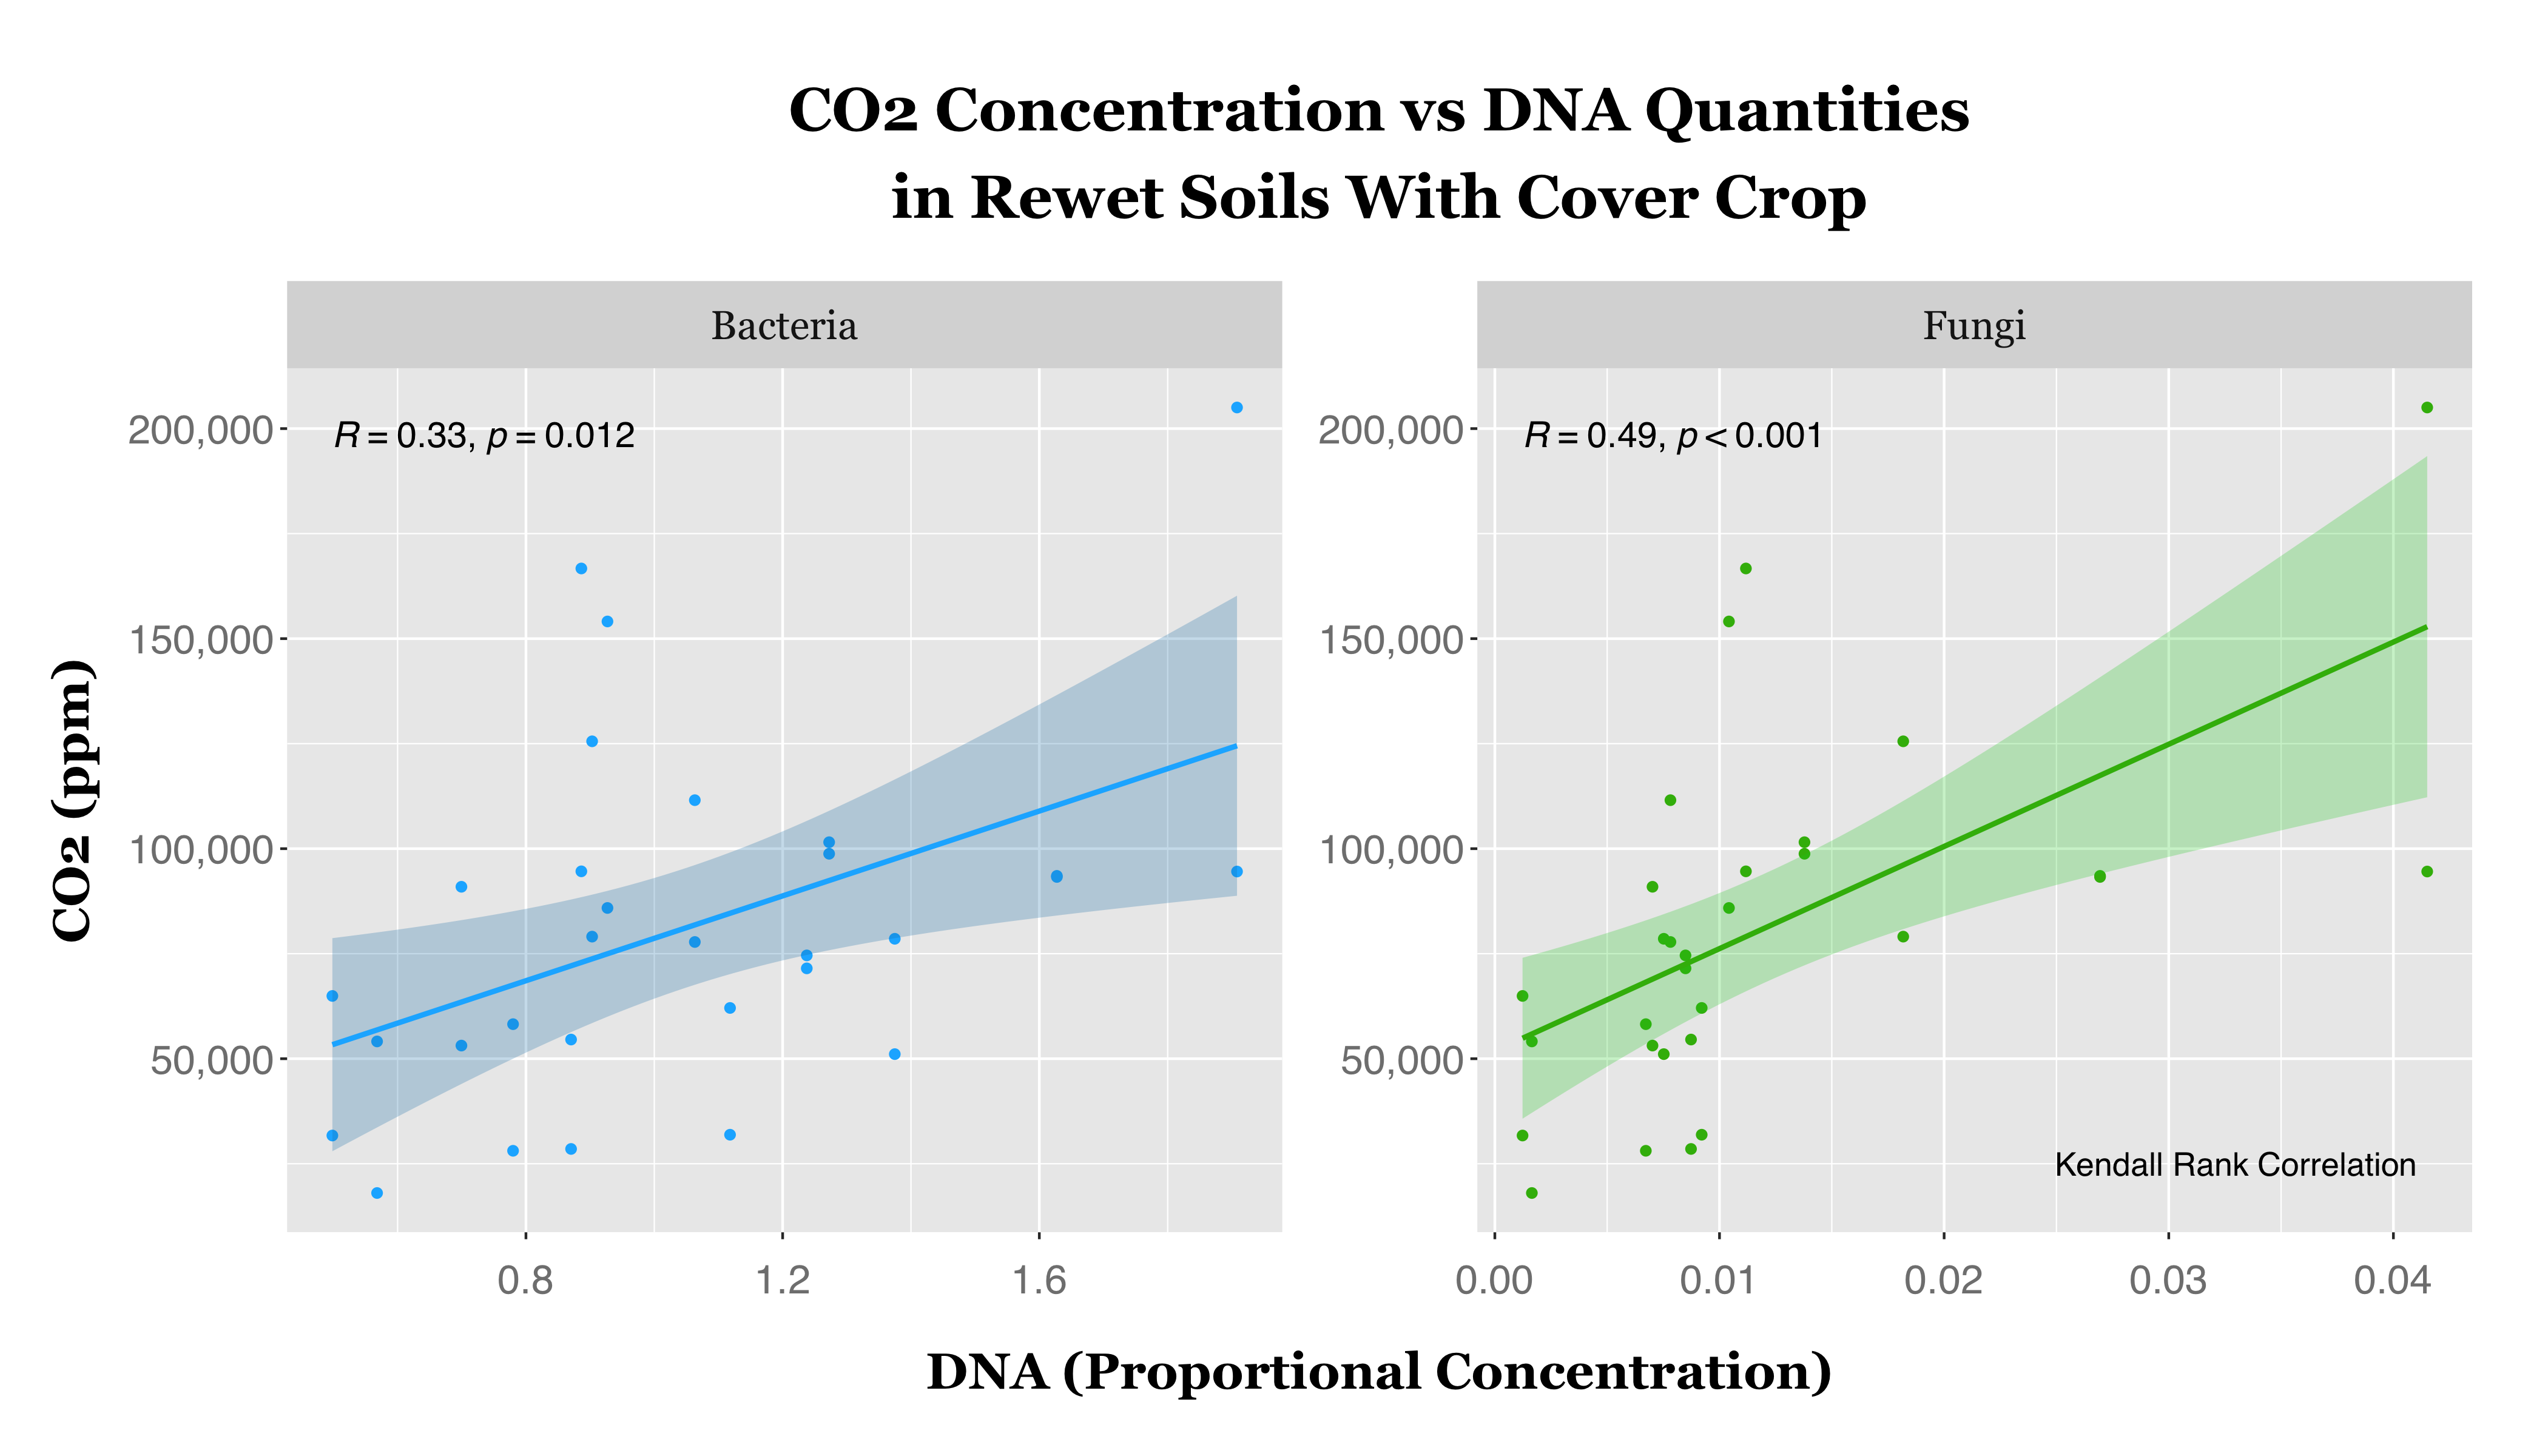 CO2 Concentration vs DNA Quantities
in Rewet Soils With Cover Crop
Bacteria
Fungi
R = 0.33, p = 0.012
R = 0.49, p < 0.001
200,000
150,000
100,000
50,000
200,000
150,000
100,000
50,000
CO2 (ppm)
Kendall Rank Correlation
0.8 1.2 1.6
0.00 0.01 0.02 0.03 0.04
DNA (Proportional Concentration)